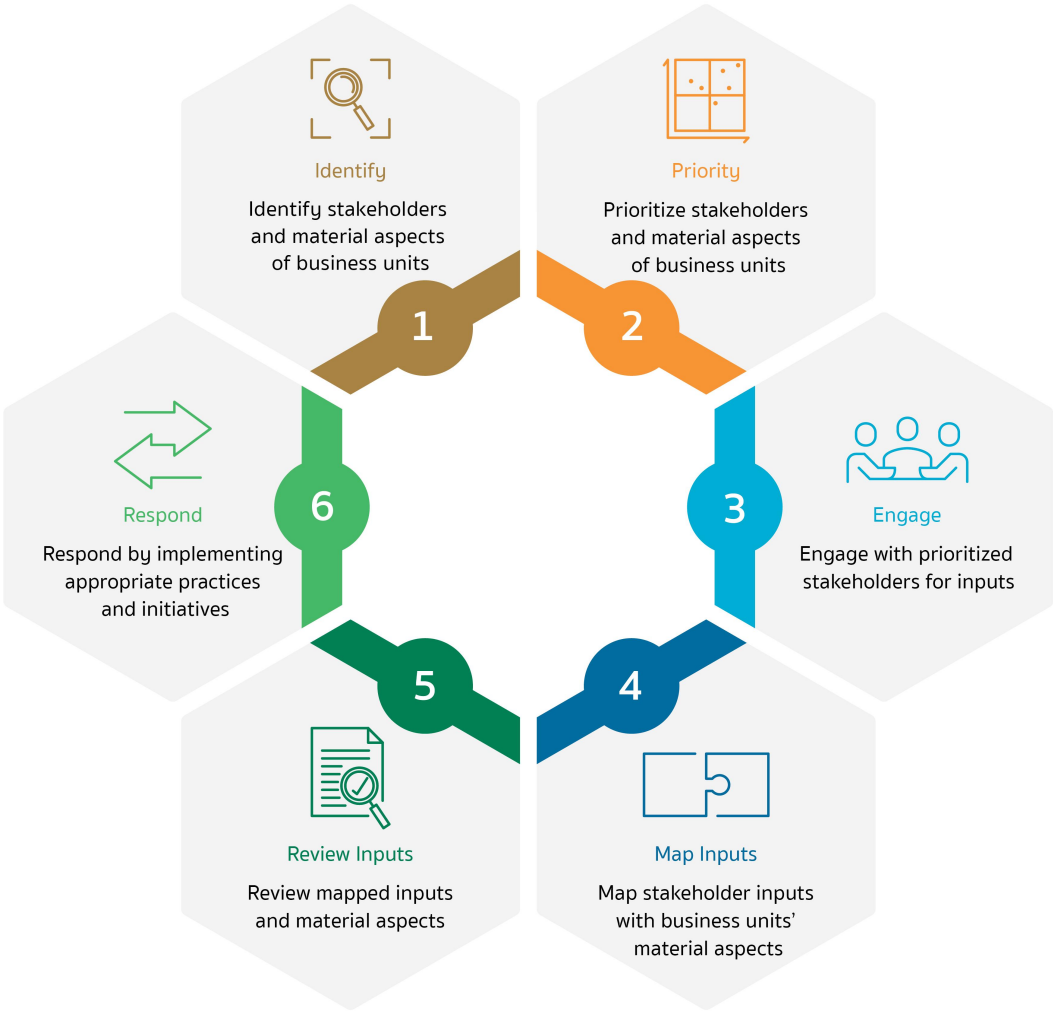 Identify
Identify stakeholders
and material aspects
of business units
1
Priority
Prioritize stakeholders
and material aspects
of business units
2
3
Engage
Engage with prioritized
stakeholders for inputs
4
Map Inputs
Map stakeholder inputs
with business units’
material aspects
5
Review Inputs
Review mapped inputs
and material aspects
6
Respond
Respond by implementing
appropriate practices
and initiatives